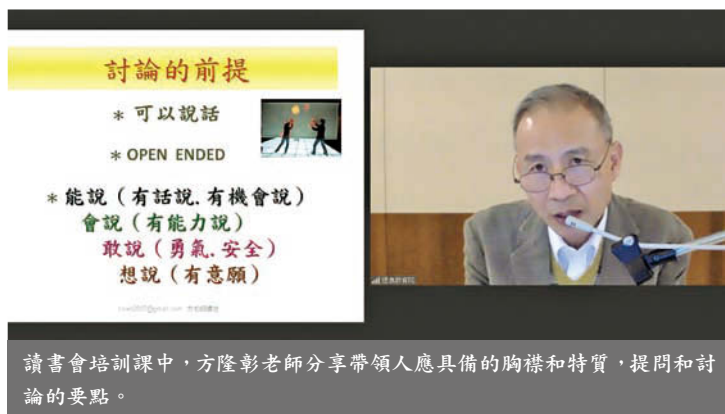 討論的前提
* 可以說話
* OPEN ENDED
* 能說（有話說.有機會說）
會說（有能力說）
敢說（勇氣.安全）
想說（有意願）
讀書會培訓課中，方隆彰老師分享帶領人應具備的胸襟和特質，提問和討
論的要點。